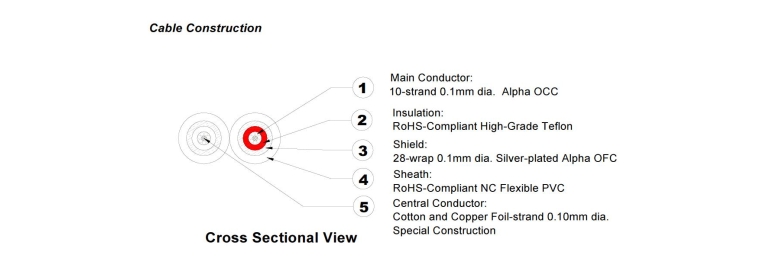 Cable Construction
1
Main Conductor:
10-strand 0.1mm dia. Alpha OCC
2
Insulation:
RoHS-Compliant High-Grade Teflon
3
Shield:
28-wrap 0.1mm dia. Silver-plated Alpha OFC
4
Sheath:
RoHS-Compliant NC Flexible PVC
5
Central Conductor:
Cotton and Copper Foil-strand 0.10mm dia.
Special Construction
Cross Sectional View